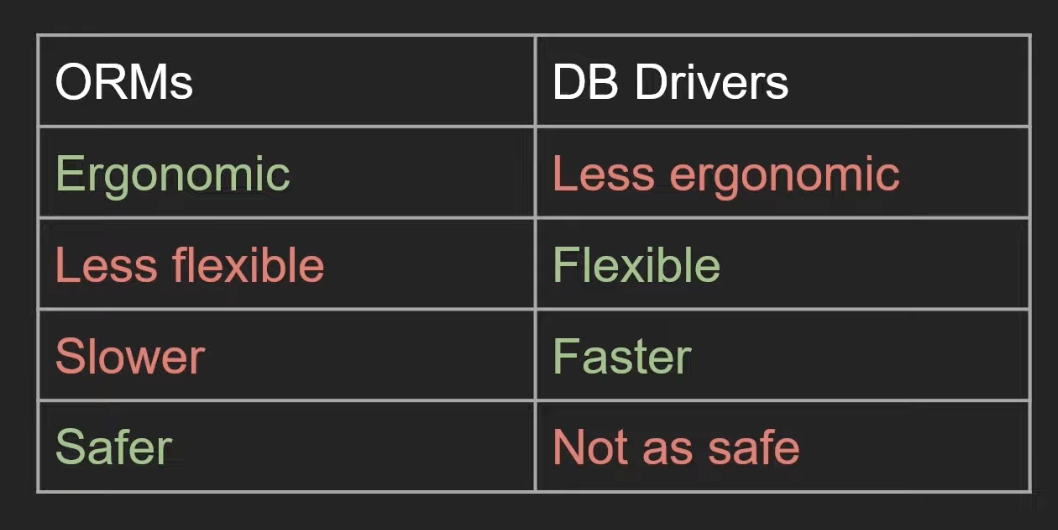 ORMs
DB Drivers
Ergonomic
Less ergonomic
Less flexible
Flexible
Slower
Faster
Safer
Not as safe